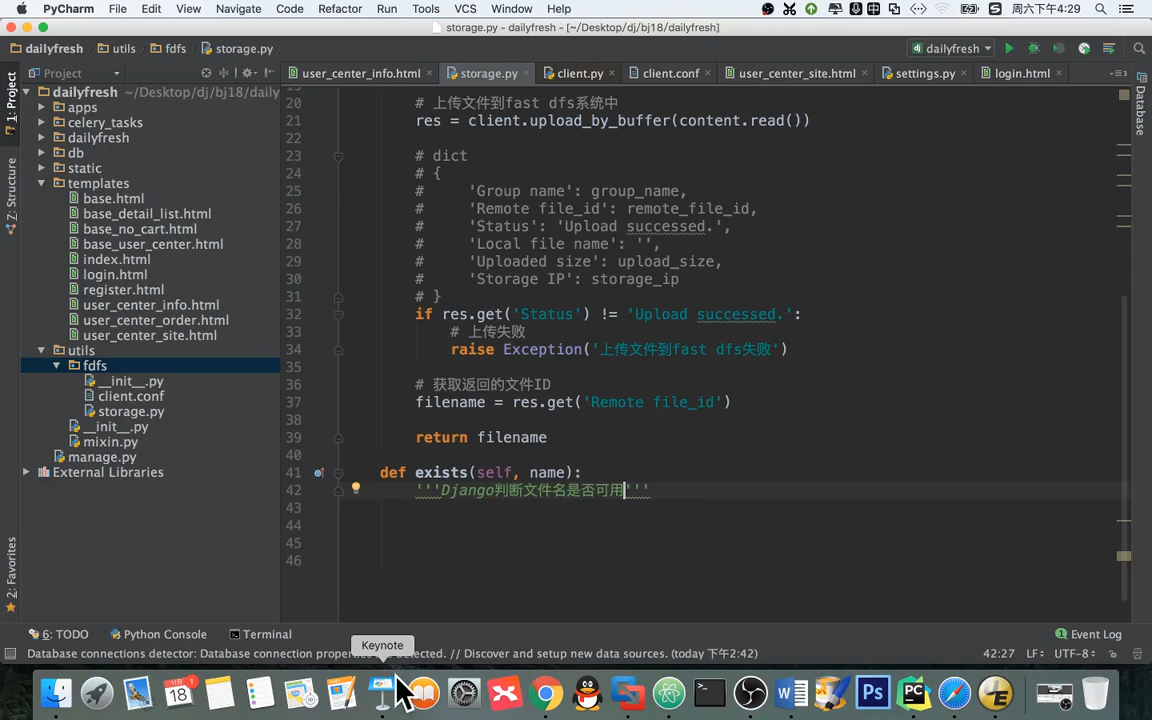 PyCharm File Edit View Navigate Code Refactor Run Tools VCS Window Help 周六下午4:29
storage.py - dailyfresh - [~/Desktop/dj/bj18/dailyfresh]
dailyfresh utils fdfs storage.py dailyfresh
Project user_center_info.html storage.py client.py client.conf user_center_site.html settings.py login.html
1: Project
Z: Structure
2: Favorites
Database
dailyfresh ~/Desktop/dj/bj18/daily
apps
celery_tasks
dailyfresh
db
static
templates
base.html
base_detail_list.html
base_no_cart.html
base_user_center.html
index.html
login.html
register.html
user_center_info.html
user_center_order.html
user_center_site.html
utils
fdfs
__init__.py
client.conf
storage.py
__init__.py
mixin.py
manage.py
External Libraries
20 # 上传文件到fast dfs系统中
21 res = client.upload_by_buffer(content.read())
22
23 # dict
24 # {
25 #     'Group name': group_name,
26 #     'Remote file_id': remote_file_id,
27 #     'Status': 'Upload successed.',
28 #     'Local file name': '',
29 #     'Uploaded size': upload_size,
30 #     'Storage IP': storage_ip
31 # }
32 if res.get('Status') != 'Upload successed.':
33     # 上传失败
34     raise Exception('上传文件到fast dfs失败')
35
36 # 获取返回的文件ID
37 filename = res.get('Remote file_id')
38
39 return filename
40
41 def exists(self, name):
42     '''Django判断文件名是否可用'''
43
44
45
46
6: TODO Python Console Terminal Event Log
Keynote
Database connections detector: Database connection properties detected. // Discover and setup new data sources. (today 下午2:42) 42:27 LF UTF-8
18